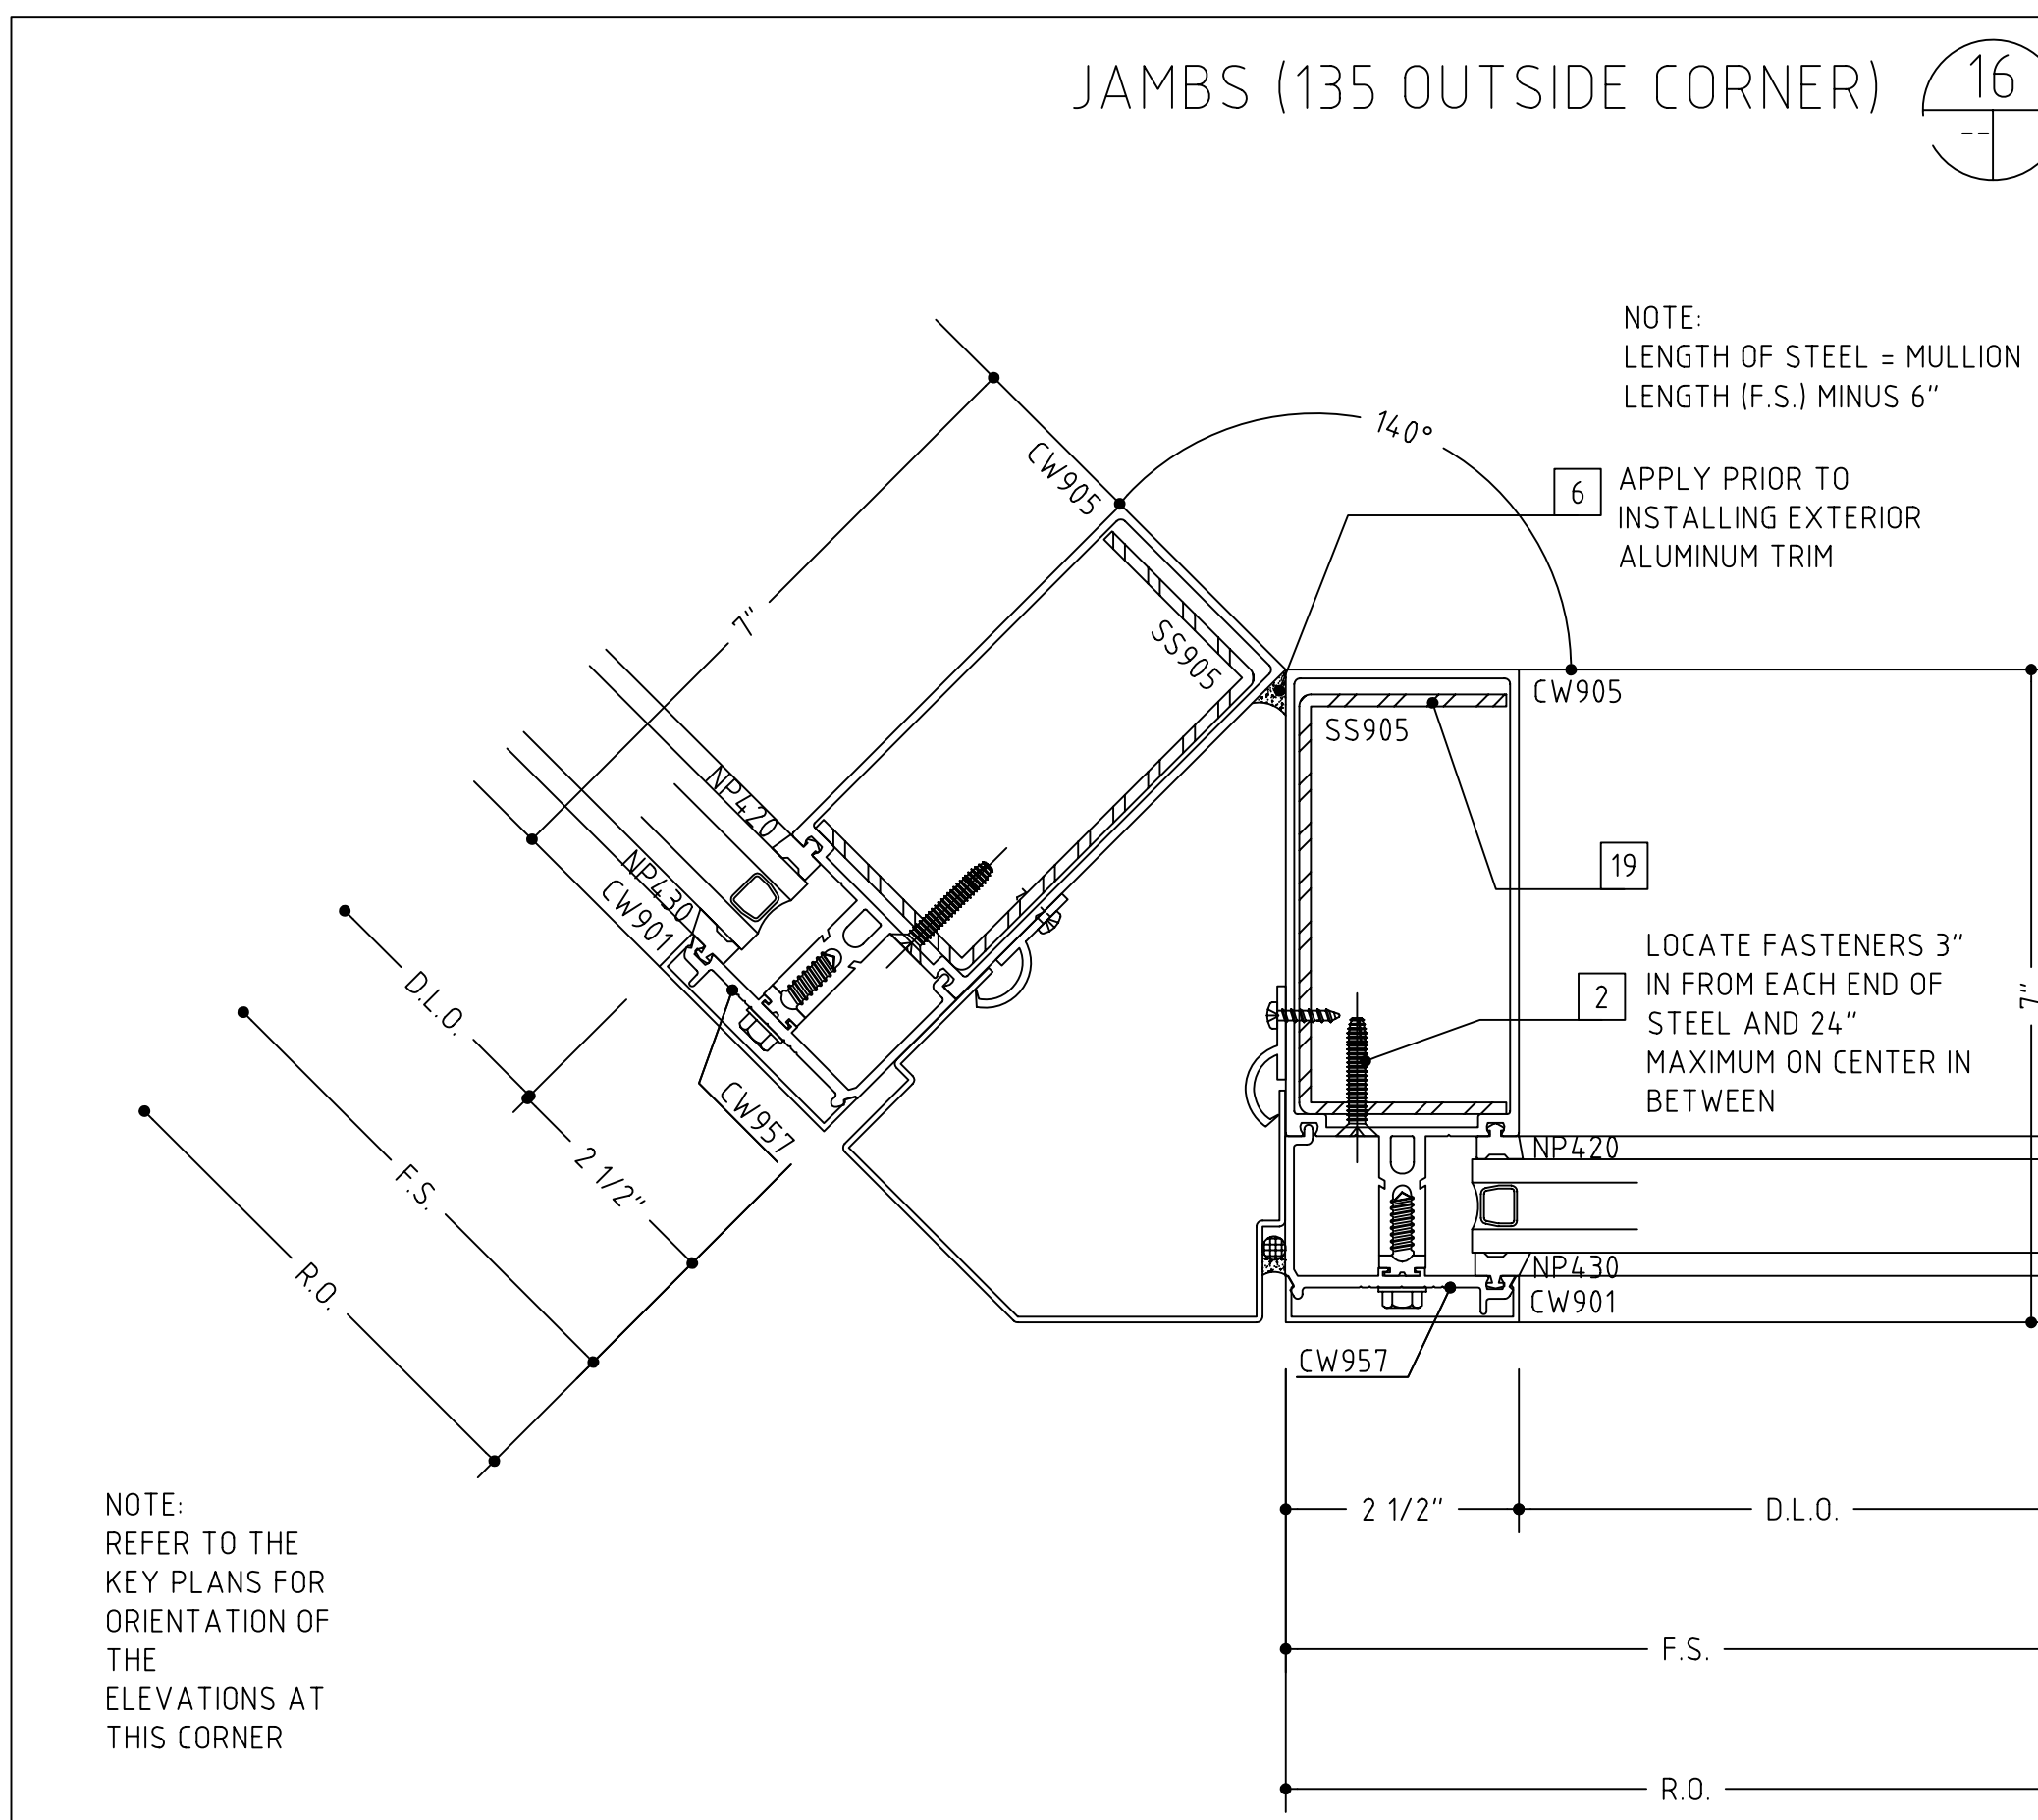 JAMBS (135 OUTSIDE CORNER)
16
--
NOTE:
LENGTH OF STEEL = MULLION
LENGTH (F.S.) MINUS 6"
140°
6
APPLY PRIOR TO
INSTALLING EXTERIOR
ALUMINUM TRIM
CW905
SS905
7"
CW905
SS905
19
NP420
NP430
CW901
LOCATE FASTENERS 3"
IN FROM EACH END OF
STEEL AND 24"
MAXIMUM ON CENTER IN
BETWEEN
2
7"
D.L.O.
CW957
2 1/2"
F.S.
R.O.
NP420
NP430
CW901
CW957
NOTE:
REFER TO THE
KEY PLANS FOR
ORIENTATION OF
THE
ELEVATIONS AT
THIS CORNER
2 1/2"
D.L.O.
F.S.
R.O.